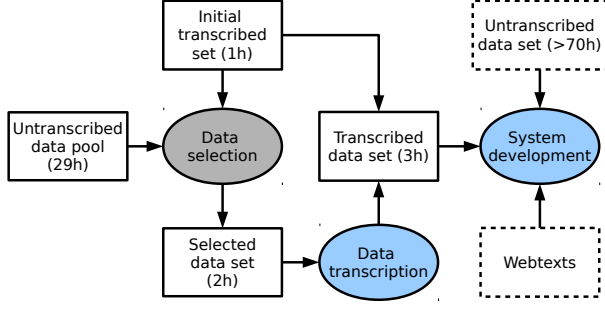 Initial
transcribed
set (1h)
Untranscribed
data set (>70h)
Untranscribed
data pool
(29h)
Data
selection
Transcribed
data set (3h)
System
development
Selected
data set
(2h)
Data
transcription
Webtexts